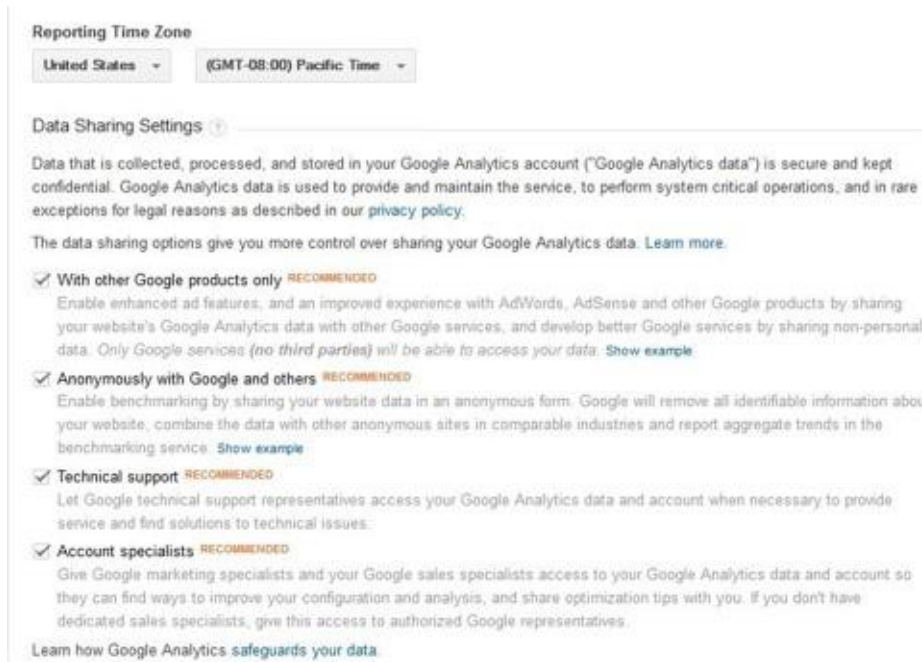 Reporting Time Zone
United States (GMT-08:00) Pacific Time
Data Sharing Settings ?
Data that is collected, processed, and stored in your Google Analytics account ("Google Analytics data") is secure and kept
confidential. Google Analytics data is used to provide and maintain the service, to perform system critical operations, and in rare
exceptions for legal reasons as described in our privacy policy.
The data sharing options give you more control over sharing your Google Analytics data. Learn more.
With other Google products only RECOMMENDED
Enable enhanced ad features, and an improved experience with AdWords, AdSense and other Google products by sharing
your website's Google Analytics data with other Google services, and develop better Google services by sharing non-personal
data. Only Google services (no third parties) will be able to access your data. Show example
Anonymously with Google and others RECOMMENDED
Enable benchmarking by sharing your website data in an anonymous form. Google will remove all identifiable information abou
your website, combine the data with other anonymous sites in comparable industries and report aggregate trends in the
benchmarking service. Show example
Technical support RECOMMENDED
Let Google technical support representatives access your Google Analytics data and account when necessary to provide
service and find solutions to technical issues.
Account specialists RECOMMENDED
Give Google marketing specialists and your Google sales specialists access to your Google Analytics data and account so
they can find ways to improve your configuration and analysis, and share optimization tips with you. If you don't have
dedicated sales specialists, give this access to authorized Google representatives.
Learn how Google Analytics safeguards your data.